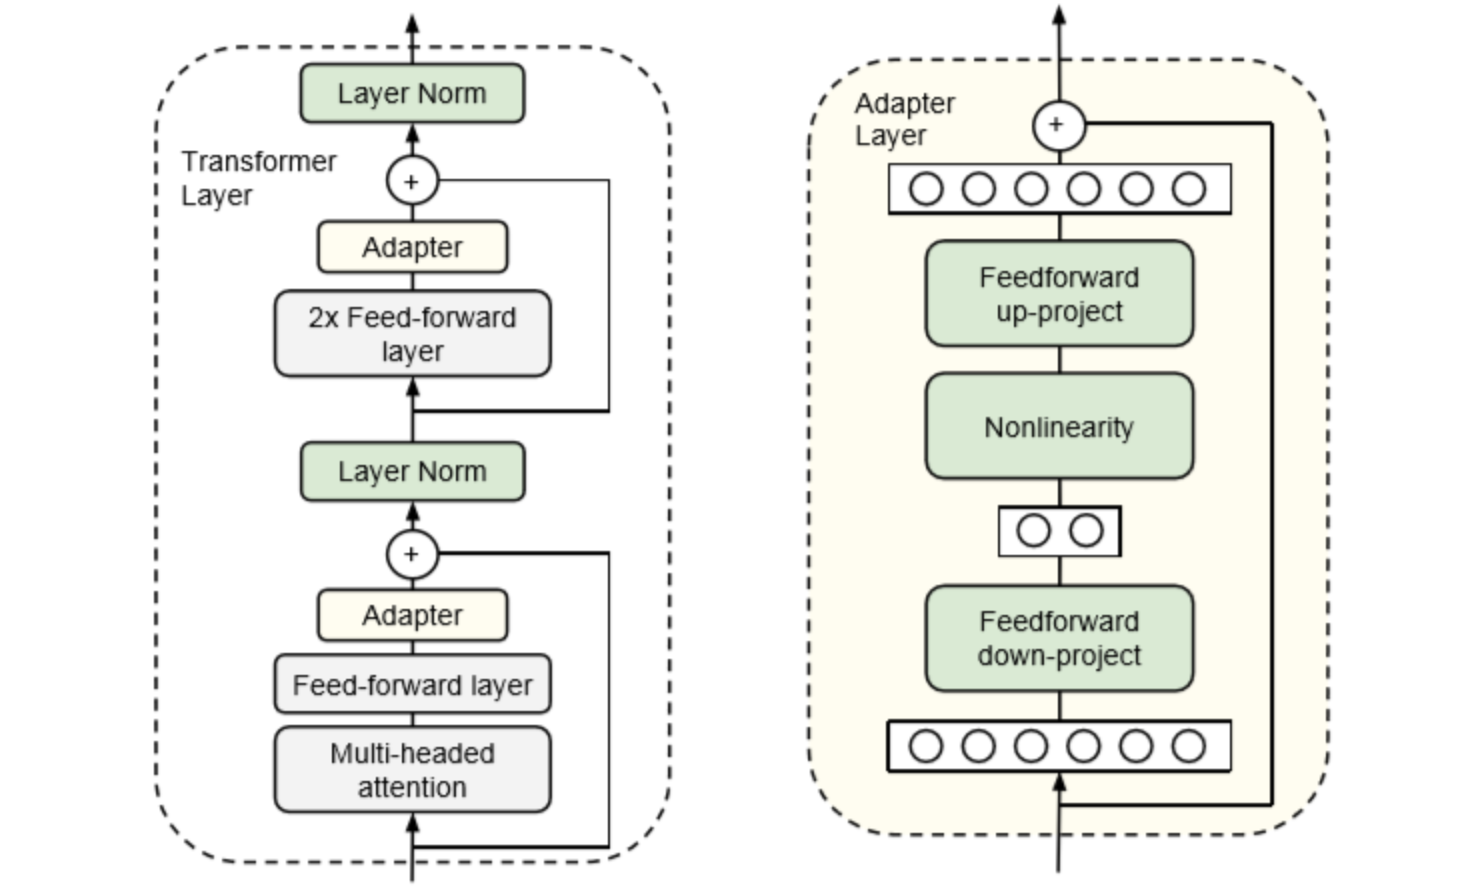 Layer Norm
Transformer
Layer
+
Adapter
2x Feed-forward
layer
Layer Norm
+
Adapter
Feed-forward layer
Multi-headed
attention
Adapter
Layer
+
Feedforward
up-project
Nonlinearity
Feedforward
down-project